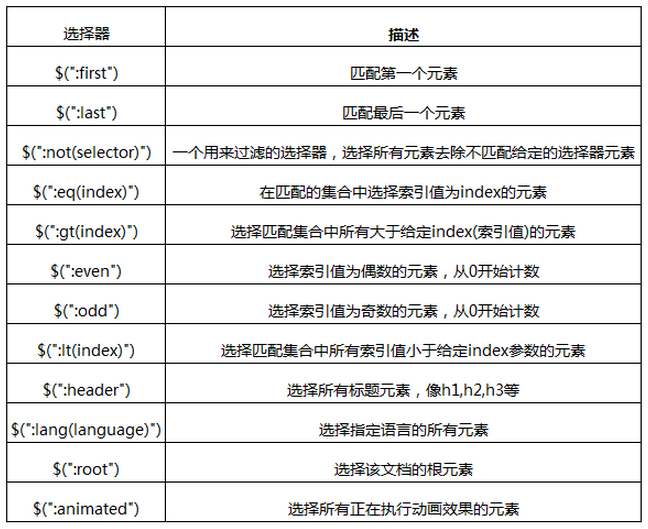 选择器 描述
$(":first") 匹配第一个元素
$(":last") 匹配最后一个元素
$(":not(selector)") 一个用来过滤的选择器，选择所有元素去除不匹配给定的选择器元素
$(":eq(index)") 在匹配的集合中选择索引值为index的元素
$(":gt(index)") 选择匹配集合中所有大于给定index(索引值)的元素
$(":even") 选择索引值为偶数的元素，从0开始计数
$(":odd") 选择索引值为奇数的元素，从0开始计数
$(":lt(index)") 选择匹配集合中所有索引值小于给定index参数的元素
$(":header") 选择所有标题元素，像h1,h2,h3等
$(":lang(language)") 选择指定语言的所有元素
$(":root") 选择该文档的根元素
$(":animated") 选择所有正在执行动画效果的元素